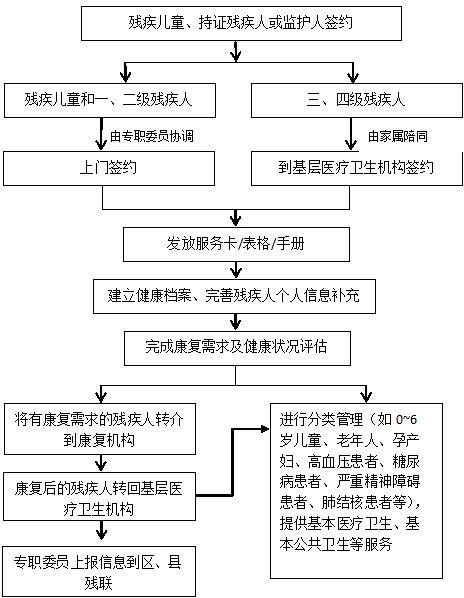 残疾儿童、持证残疾人或监护人签约
残疾儿童和一、二级残疾人
三、四级残疾人
由专职委员协调
由家属陪同
上门签约
到基层医疗卫生机构签约
发放服务卡/表格/手册
建立健康档案、完善残疾人个人信息补充
完成康复需求及健康状况评估
将有康复需求的残疾人转介
到康复机构
康复后的残疾人转回基层医
疗卫生机构
专职委员上报信息到区、县
残联
进行分类管理（如 0~6
岁儿童、老年人、孕产
妇、高血压患者、糖尿
病患者、严重精神障碍
患者、肺结核患者等），
提供基本医疗卫生、基
本公共卫生等服务